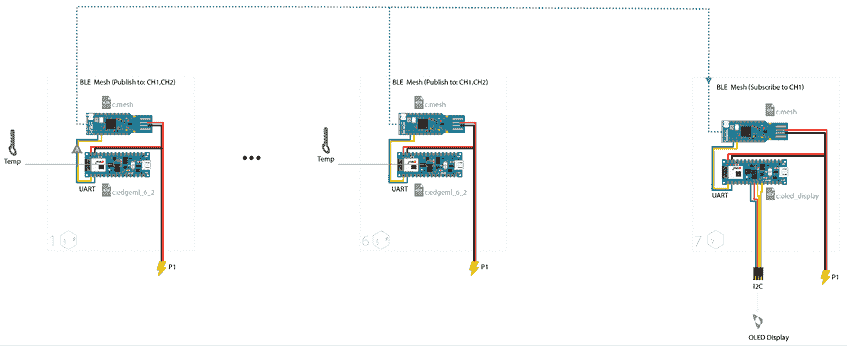 BLE Mesh (Publish to: CH1,CH2)
c:mesh
Temp
UART
c:edgeml_6_2
1
P1
BLE Mesh (Publish to: CH1,CH2)
c:mesh
Temp
UART
c:edgeml_6_2
6
P1
BLE Mesh (Subscribe to CH1)
c:mesh
UART
c:oled_display
7
I2C
P1
OLED Display